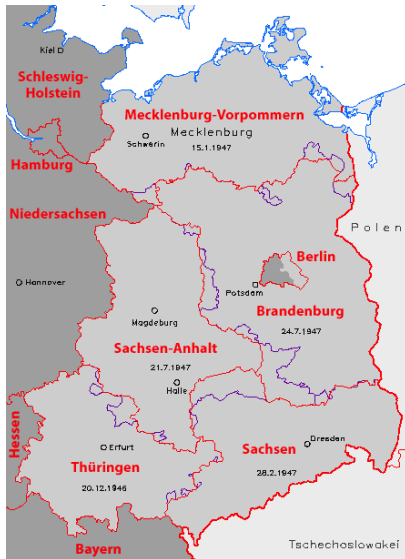 Kiel
Schleswig-
Holstein
Mecklenburg-Vorpommern
Mecklenburg
Schwerin
15.1.1947
Hamburg
Niedersachsen
Polen
Berlin
Hannover
Potsdam
Brandenburg
24.7.1947
Magdeburg
Sachsen-Anhalt
21.7.1947
Halle
Hessen
Erfurt
Sachsen
Dresden
Thüringen
28.2.1947
20.12.1946
Bayern
Tschechoslowakei